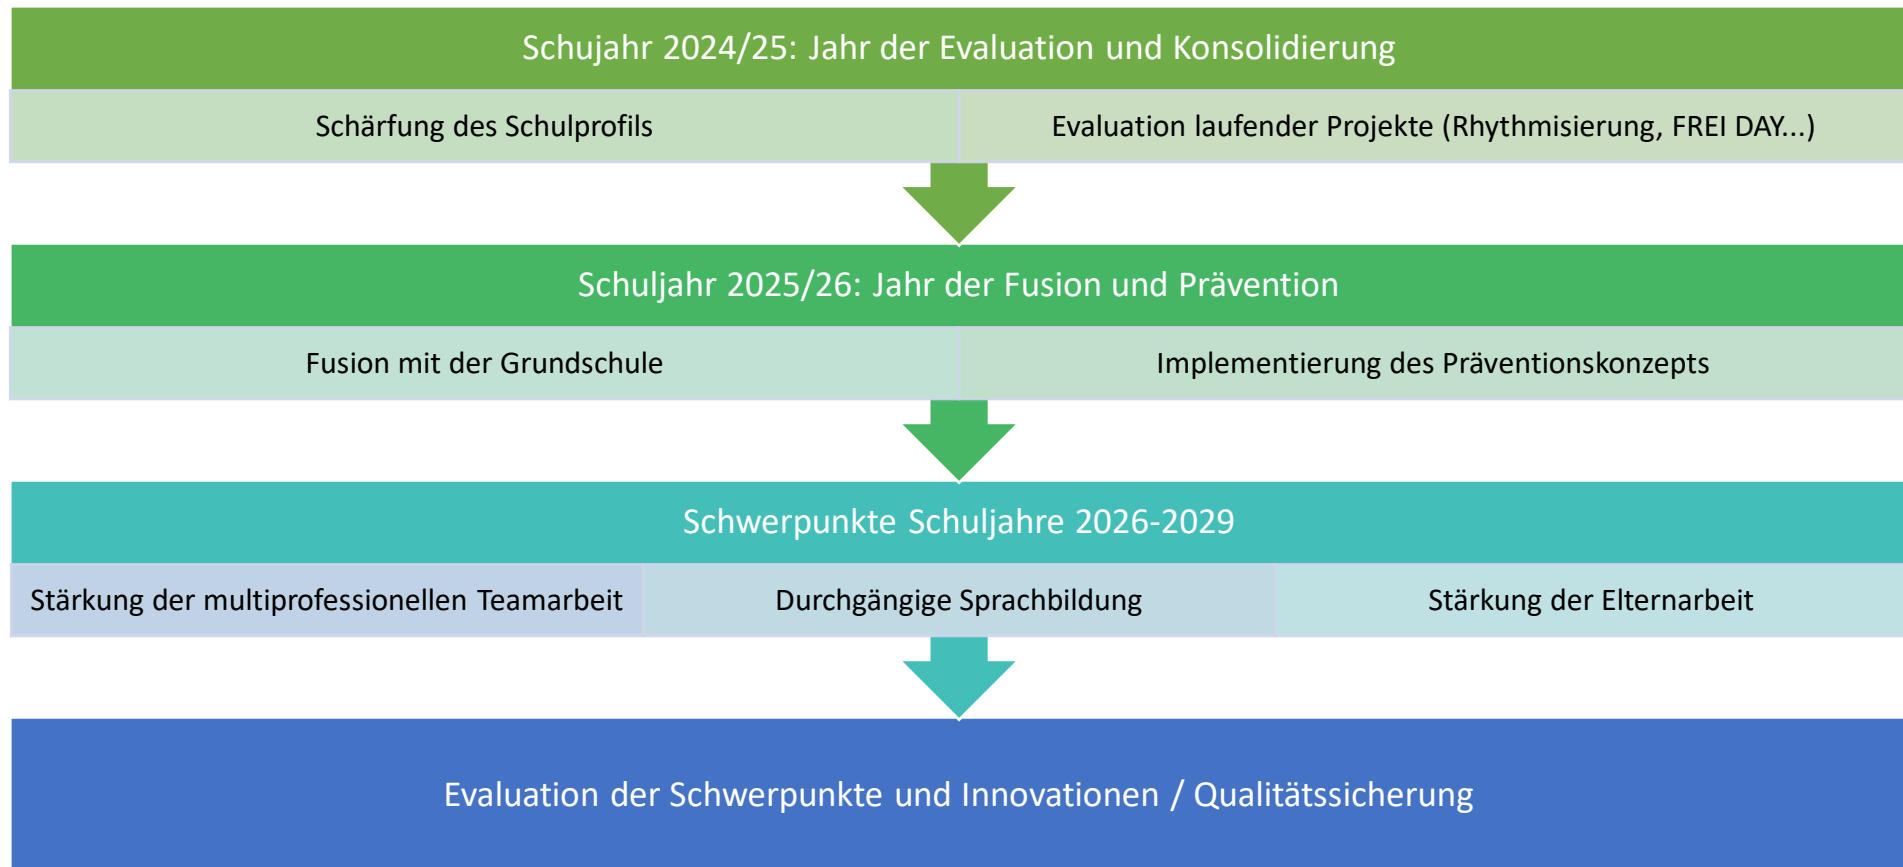 Schujahr 2024/25: Jahr der Evaluation und Konsolidierung
Schärfung des Schulprofils
Evaluation laufender Projekte (Rhythmisierung, FREI DAY...)
Schuljahr 2025/26: Jahr der Fusion und Prävention
Fusion mit der Grundschule
Implementierung des Präventionskonzepts
Schwerpunkte Schuljahre 2026-2029
Stärkung der multiprofessionellen Teamarbeit
Durchgängige Sprachbildung
Stärkung der Elternarbeit
Evaluation der Schwerpunkte und Innovationen / Qualitätssicherung